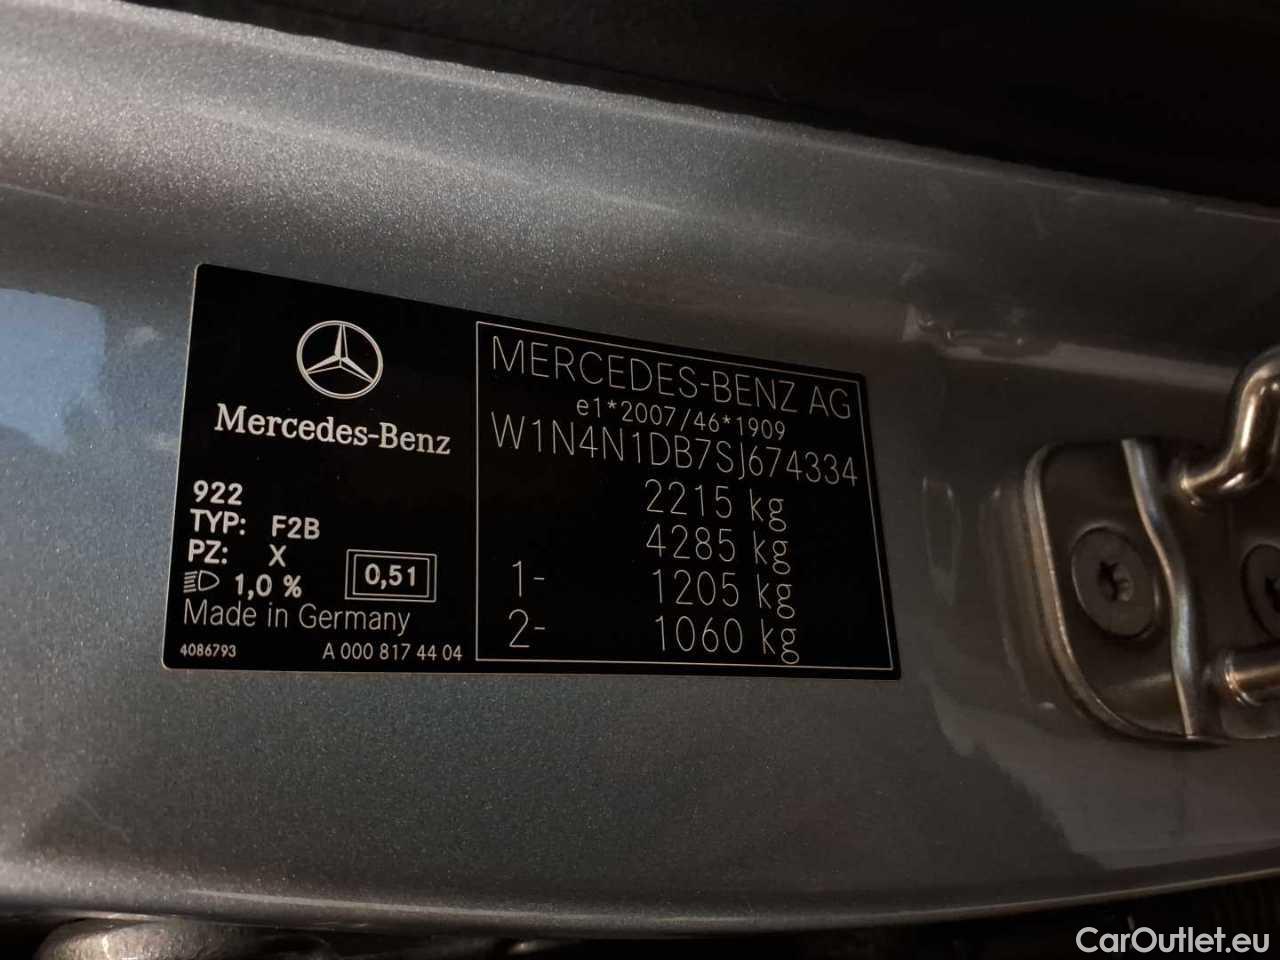 Mercedes-Benz
922
TYP: F2B
PZ: X
1,0 %
0,51
Made in Germany
4086793 A 000 817 44 04
MERCEDES-BENZ AG
e1*2007/46*1909
W1N4N1DB7SJ674334
2215 kg
4285 kg
1- 1205 kg
2- 1060 kg
CarOutlet.eu